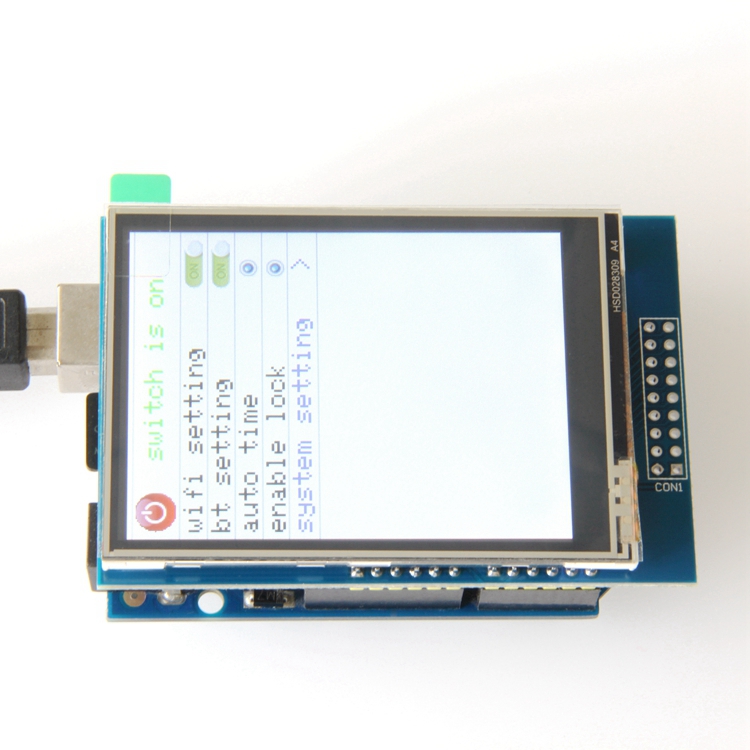 switch is on
wifi setting ON
bt setting ON
auto time
enable lock
system setting >
HSD028309 A4
CON1